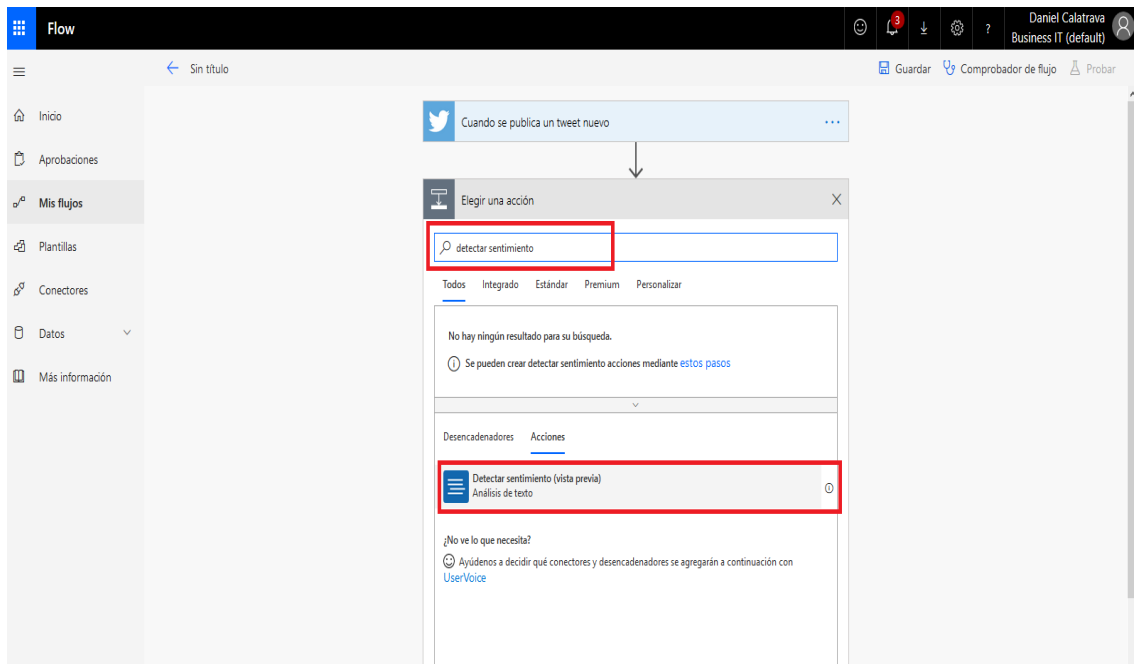 Flow
3
?
Daniel Calatrava
Business IT (default)
Sin título
Guardar
Comprobador de flujo
Probar
Inicio
Aprobaciones
Mis flujos
Plantillas
Conectores
Datos
Más información
Cuando se publica un tweet nuevo
...
Elegir una acción
X
detectar sentimiento
Todos Integrado Estándar Premium Personalizar
No hay ningún resultado para su búsqueda.
Se pueden crear detectar sentimiento acciones mediante estos pasos
Desencadenadores Acciones
Detectar sentimiento (vista previa)
Análisis de texto
¿No ve lo que necesita?
Ayúdenos a decidir qué conectores y desencadenadores se agregarán a continuación con
UserVoice